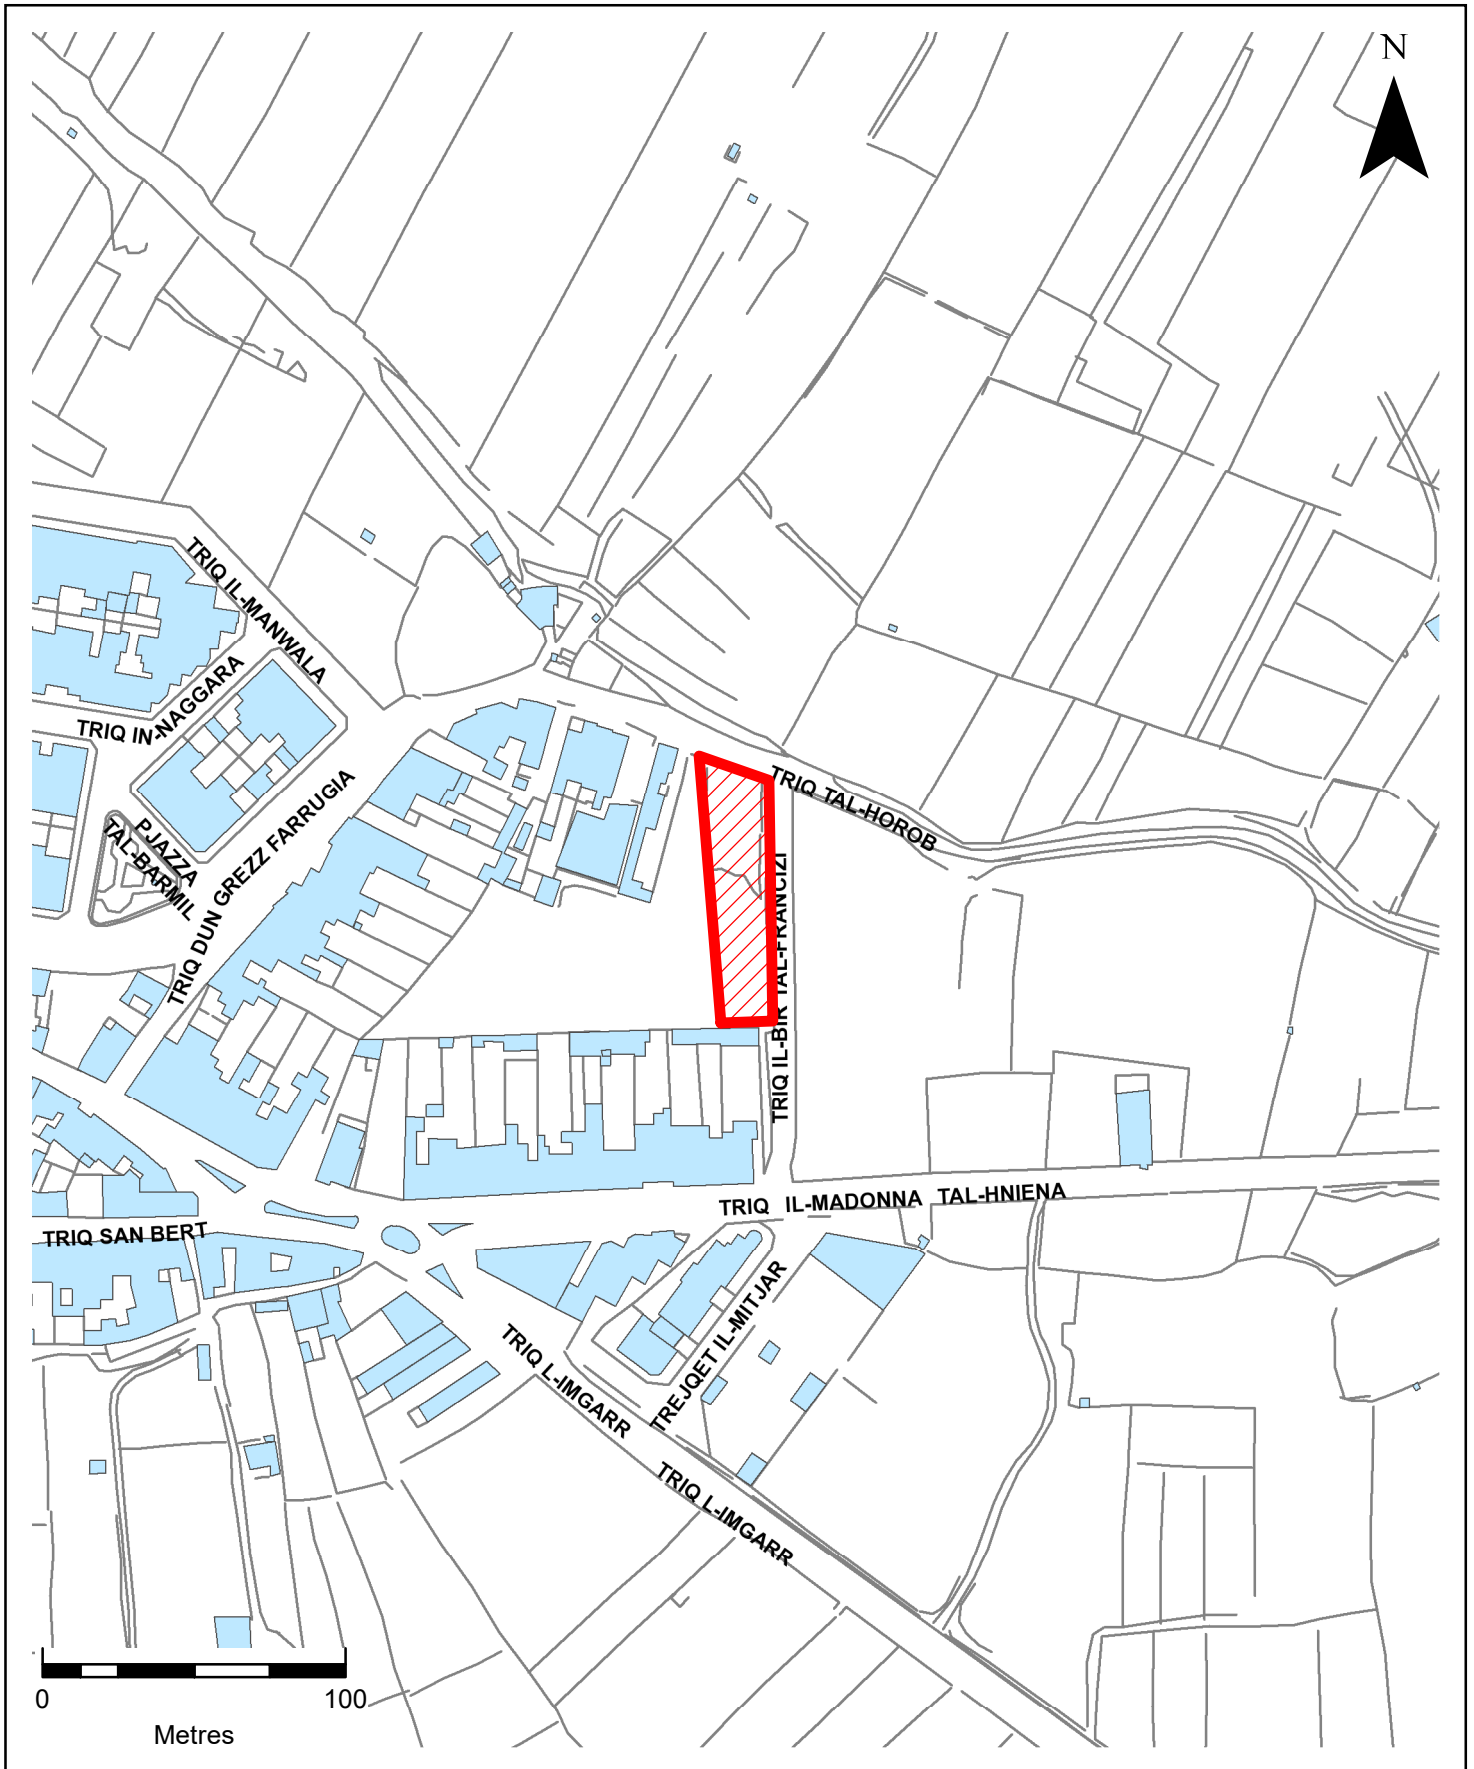 N
TRIQ IL-MANWALA
TRIQ IN-NAGGARA
TRIQ DUN GREZZ FARRUGIA
PJAZZA
TAL-BARMIL
TRIQ TAL-HOROB
TRIQ IL-BIR TAL-FRANCIZI
TRIQ IL-MADONNA TAL-HNIENA
TRIQ SAN BERT
TREJQET IL-MITJAR
TRIQ L-IMGARR
TRIQ L-IMGARR
0 100
Metres